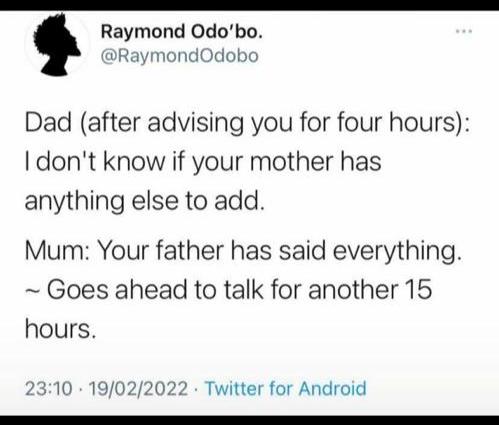 Raymond Odo'bo.
@RaymondOdobo
Dad (after advising you for four hours):
I don't know if your mother has
anything else to add.
Mum: Your father has said everything.
~ Goes ahead to talk for another 15
hours.
23:10 · 19/02/2022 · Twitter for Android